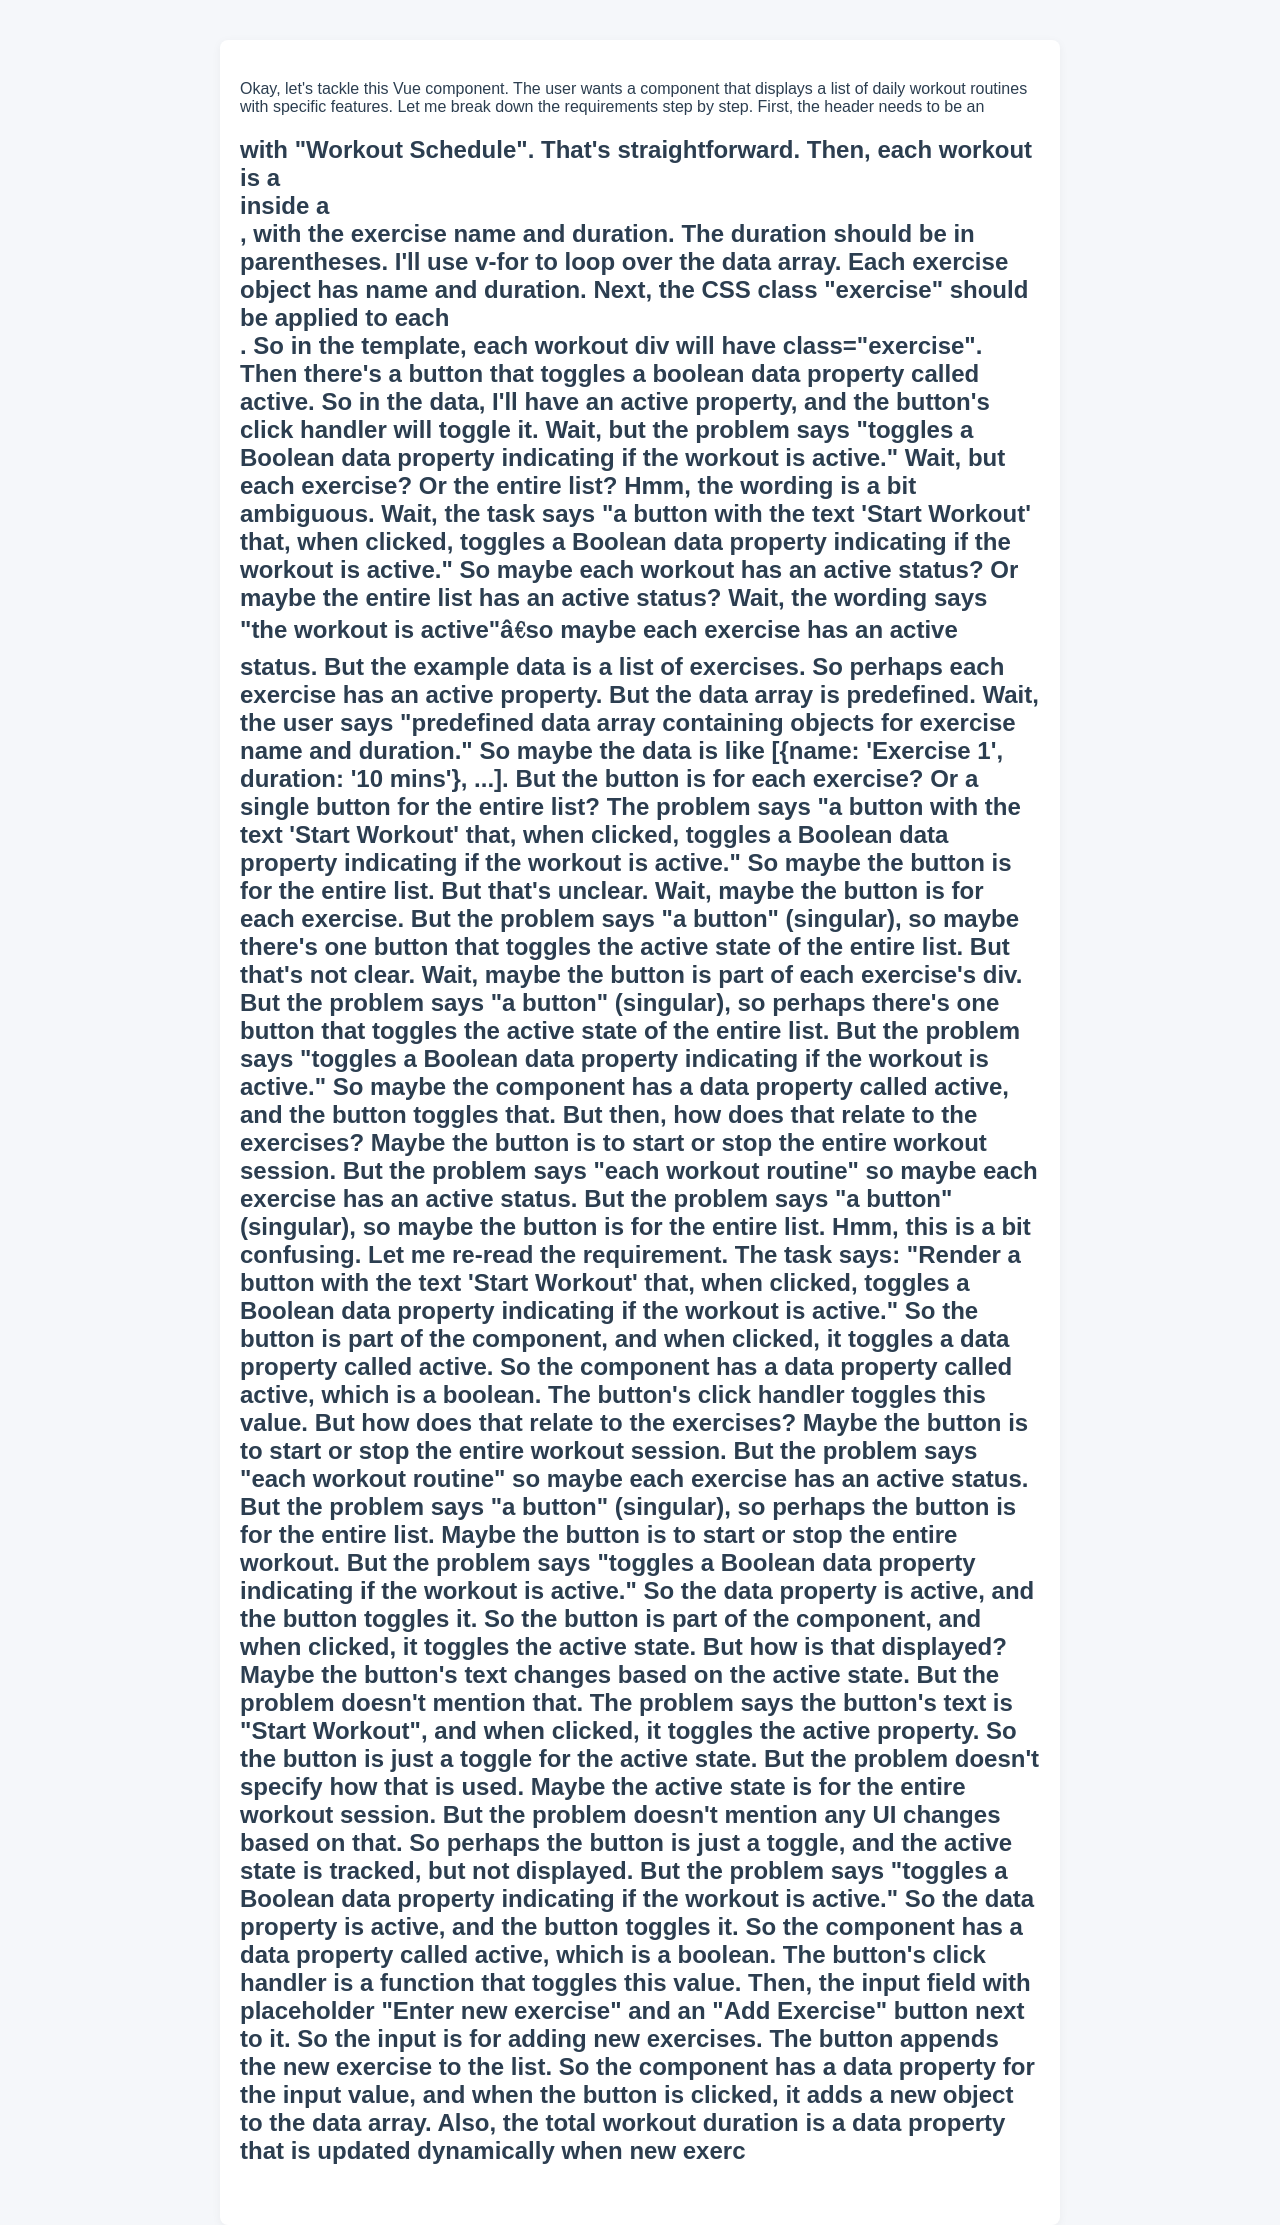 Okay, let's tackle this Vue component. The user wants a component that displays a list of daily workout routines
with specific features. Let me break down the requirements step by step. First, the header needs to be an
with "Workout Schedule". That's straightforward. Then, each workout
is a
inside a
, with the exercise name and duration. The duration should be in
parentheses. I'll use v-for to loop over the data array. Each exercise
object has name and duration. Next, the CSS class "exercise" should
be applied to each
. So in the template, each workout div will have class="exercise".
Then there's a button that toggles a boolean data property called
active. So in the data, I'll have an active property, and the button's
click handler will toggle it. Wait, but the problem says "toggles a
Boolean data property indicating if the workout is active." Wait, but
each exercise? Or the entire list? Hmm, the wording is a bit
ambiguous. Wait, the task says "a button with the text 'Start Workout'
that, when clicked, toggles a Boolean data property indicating if the
workout is active." So maybe each workout has an active status? Or
maybe the entire list has an active status? Wait, the wording says
"the workout is active"â€so maybe each exercise has an active
status. But the example data is a list of exercises. So perhaps each
exercise has an active property. But the data array is predefined. Wait,
the user says "predefined data array containing objects for exercise
name and duration." So maybe the data is like [{name: 'Exercise 1',
duration: '10 mins'}, ...]. But the button is for each exercise? Or a
single button for the entire list? The problem says "a button with the
text 'Start Workout' that, when clicked, toggles a Boolean data
property indicating if the workout is active." So maybe the button is
for the entire list. But that's unclear. Wait, maybe the button is for
each exercise. But the problem says "a button" (singular), so maybe
there's one button that toggles the active state of the entire list. But
that's not clear. Wait, maybe the button is part of each exercise's div.
But the problem says "a button" (singular), so perhaps there's one
button that toggles the active state of the entire list. But the problem
says "toggles a Boolean data property indicating if the workout is
active." So maybe the component has a data property called active,
and the button toggles that. But then, how does that relate to the
exercises? Maybe the button is to start or stop the entire workout
session. But the problem says "each workout routine" so maybe each
exercise has an active status. But the problem says "a button"
(singular), so maybe the button is for the entire list. Hmm, this is a bit
confusing. Let me re-read the requirement. The task says: "Render a
button with the text 'Start Workout' that, when clicked, toggles a
Boolean data property indicating if the workout is active." So the
button is part of the component, and when clicked, it toggles a data
property called active. So the component has a data property called
active, which is a boolean. The button's click handler toggles this
value. But how does that relate to the exercises? Maybe the button is
to start or stop the entire workout session. But the problem says
"each workout routine" so maybe each exercise has an active status.
But the problem says "a button" (singular), so perhaps the button is
for the entire list. Maybe the button is to start or stop the entire
workout. But the problem says "toggles a Boolean data property
indicating if the workout is active." So the data property is active, and
the button toggles it. So the button is part of the component, and
when clicked, it toggles the active state. But how is that displayed?
Maybe the button's text changes based on the active state. But the
problem doesn't mention that. The problem says the button's text is
"Start Workout", and when clicked, it toggles the active property. So
the button is just a toggle for the active state. But the problem doesn't
specify how that is used. Maybe the active state is for the entire
workout session. But the problem doesn't mention any UI changes
based on that. So perhaps the button is just a toggle, and the active
state is tracked, but not displayed. But the problem says "toggles a
Boolean data property indicating if the workout is active." So the data
property is active, and the button toggles it. So the component has a
data property called active, which is a boolean. The button's click
handler is a function that toggles this value. Then, the input field with
placeholder "Enter new exercise" and an "Add Exercise" button next
to it. So the input is for adding new exercises. The button appends
the new exercise to the list. So the component has a data property for
the input value, and when the button is clicked, it adds a new object
to the data array. Also, the total workout duration is a data property
that is updated dynamically when new exerc